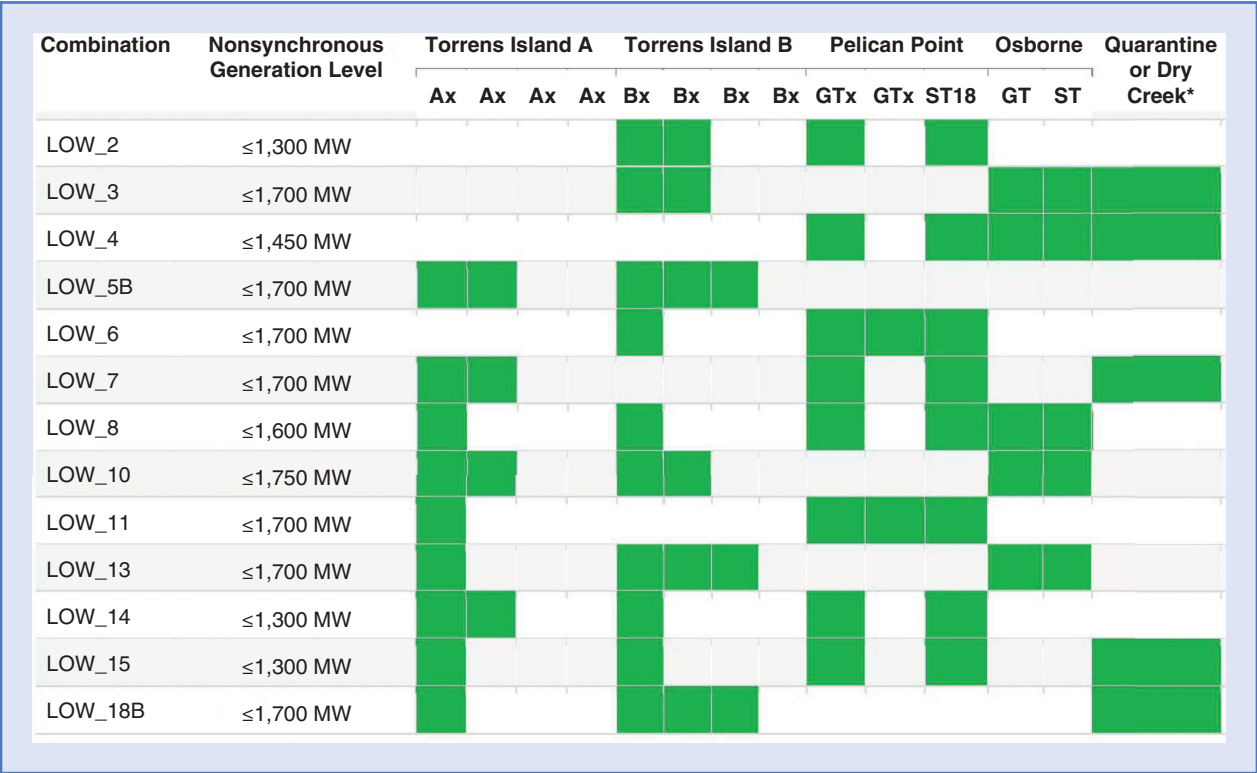 Combination Nonsynchronous Torrens Island A Torrens Island B Pelican Point Osborne Quarantine
Generation Level or Dry
Ax Ax Ax Ax Bx Bx Bx Bx GTx GTx ST18 GT ST Creek*
LOW_2 ≤1,300 MW
LOW_3 ≤1,700 MW
LOW_4 ≤1,450 MW
LOW_5B ≤1,700 MW
LOW_6 ≤1,700 MW
LOW_7 ≤1,700 MW
LOW_8 ≤1,600 MW
LOW_10 ≤1,750 MW
LOW_11 ≤1,700 MW
LOW_13 ≤1,700 MW
LOW_14 ≤1,300 MW
LOW_15 ≤1,300 MW
LOW_18B ≤1,700 MW